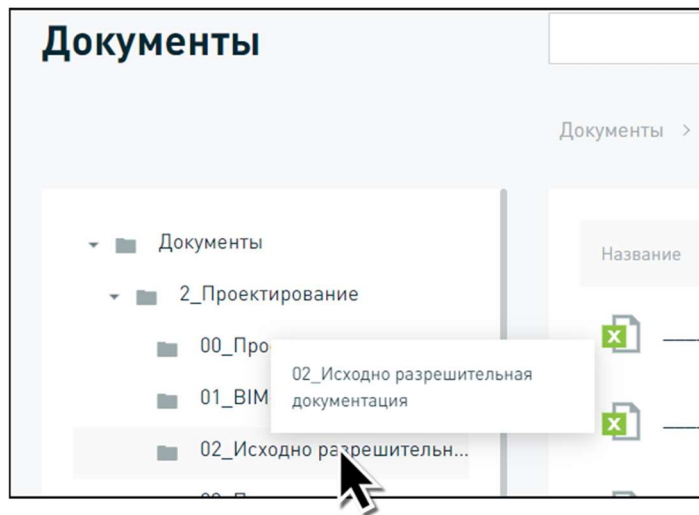 Документы
Документы >
Документы
Название
2_Проектирование
00_Про
02_Исходно разрешительная
документация
01_BIM
02_Исходно разрешительн...